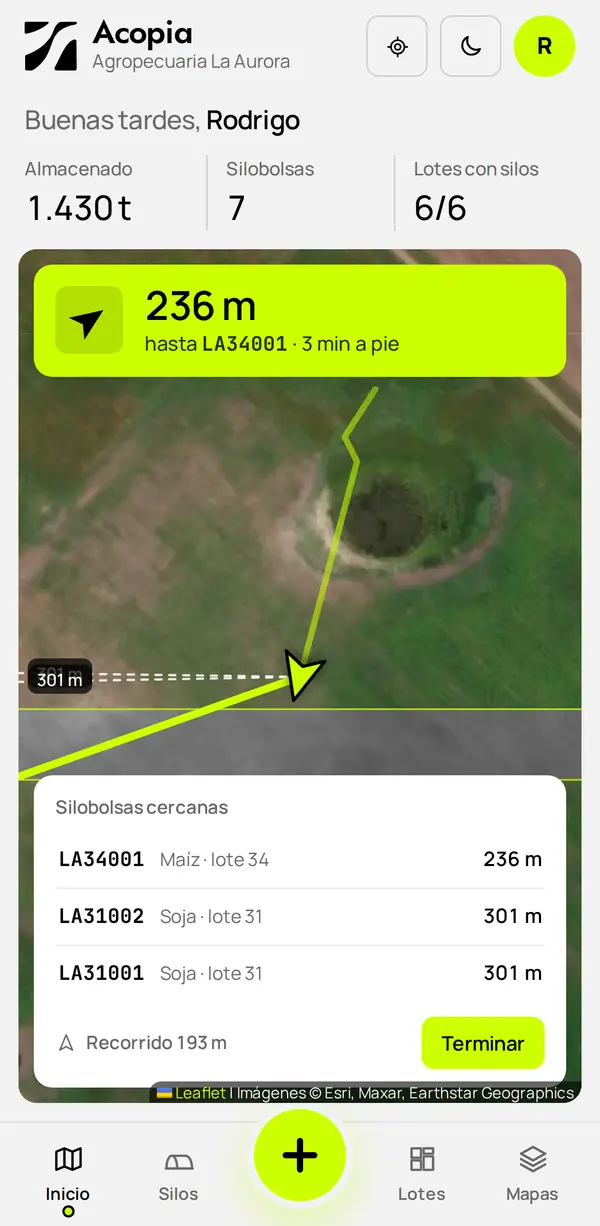 Acopia
Agropecuaria La Aurora
R
Buenas tardes, Rodrigo
Almacenado
1.430 t
Silobolsas
7
Lotes con silos
6/6
236 m
hasta LA34001 · 3 min a pie
301 m
Silobolsas cercanas
LA34001 Maíz · lote 34 236 m
LA31002 Soja · lote 31 301 m
LA31001 Soja · lote 31 301 m
Recorrido 193 m
Terminar
Leaflet | Imágenes © Esri, Maxar, Earthstar Geographics
Inicio
Silos
Lotes
Mapas